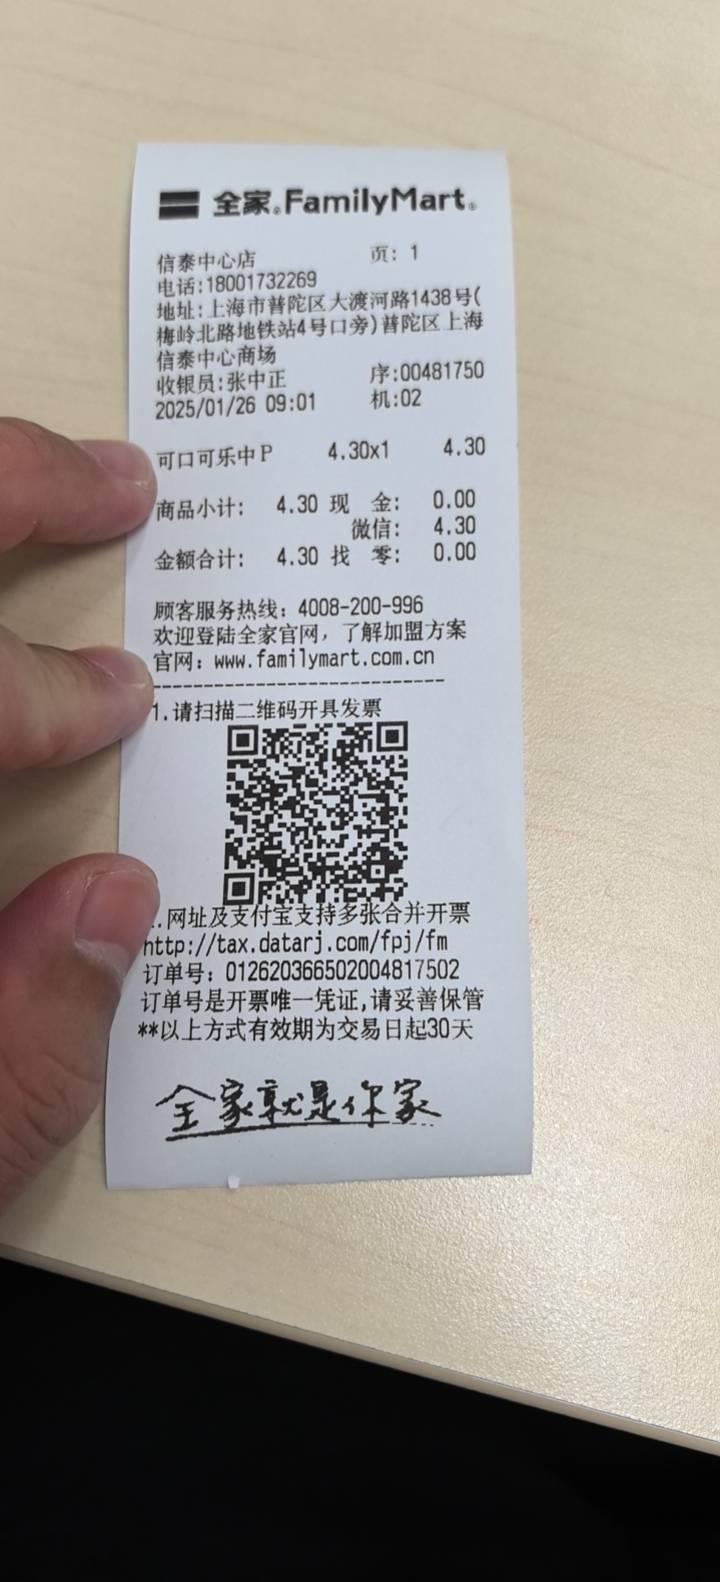 全家®FamilyMart®
信泰中心店 页: 1
电话:18001732269
地址:上海市普陀区大渡河路1438号(
梅岭北路地铁站4号口旁)普陀区上海
信泰中心商场
收银员:张中正 序:00481750
2025/01/26 09:01 机:02
可口可乐中P 4.30x1 4.30
商品小计: 4.30 现 金: 0.00
微信: 4.30
金额合计: 4.30 找 零: 0.00
顾客服务热线: 4008-200-996
欢迎登陆全家官网,了解加盟方案
官网: www.familymart.com.cn
1.请扫描二维码开具发票
.网址及支付宝支持多张合并开票
http://tax.datarj.com/fpj/fm
订单号: 012620366502004817502
订单号是开票唯一凭证,请妥善保管
**以上方式有效期为交易日起30天
全家就是你家